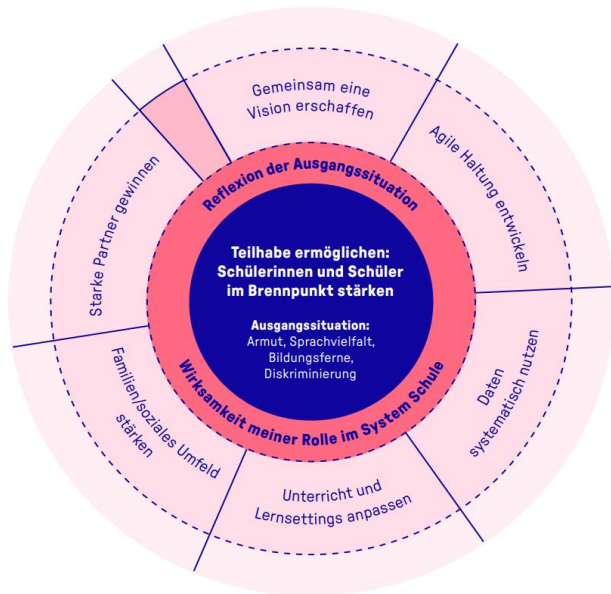 Gemeinsam eine
Vision erschaffen
Agile Haltung entwickeln
Daten
systematisch nutzen
Unterricht und
Lernsettings anpassen
Familien/soziales Umfeld
stärken
Starke Partner gewinnen
Reflexion der Ausgangssituation
Teilhabe ermöglichen:
Schülerinnen und Schüler
im Brennpunkt stärken
Ausgangssituation:
Armut, Sprachvielfalt,
Bildungsferne,
Diskriminierung
Wirksamkeit meiner Rolle im System Schule